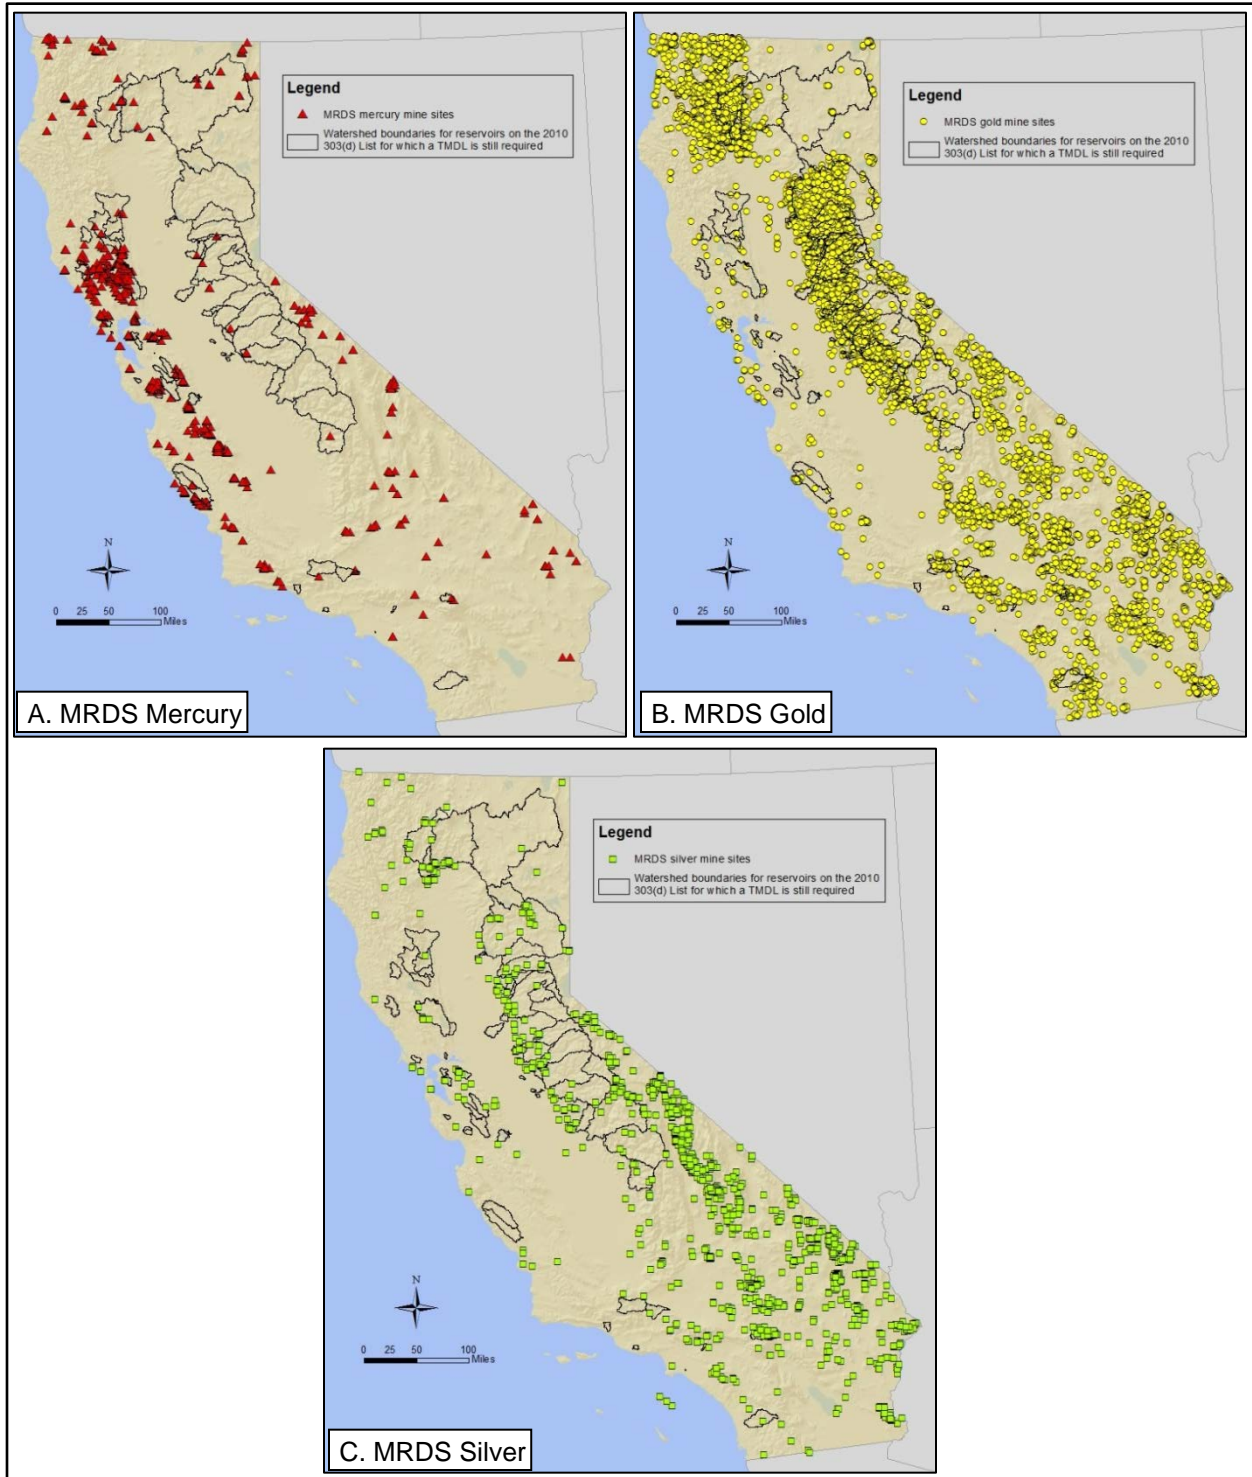 Legend
MRDS mercury mine sites
Watershed boundaries for reservoirs on the 2010
303(d) List for which a TMDL is still required
N
0 25 50 100
Miles
A. MRDS Mercury
Legend
MRDS gold mine sites
Watershed boundaries for reservoirs on the 2010
303(d) List for which a TMDL is still required
N
0 25 50 100
Miles
B. MRDS Gold
Legend
MRDS silver mine sites
Watershed boundaries for reservoirs on the 2010
303(d) List for which a TMDL is still required
N
0 25 50 100
Miles
C. MRDS Silver